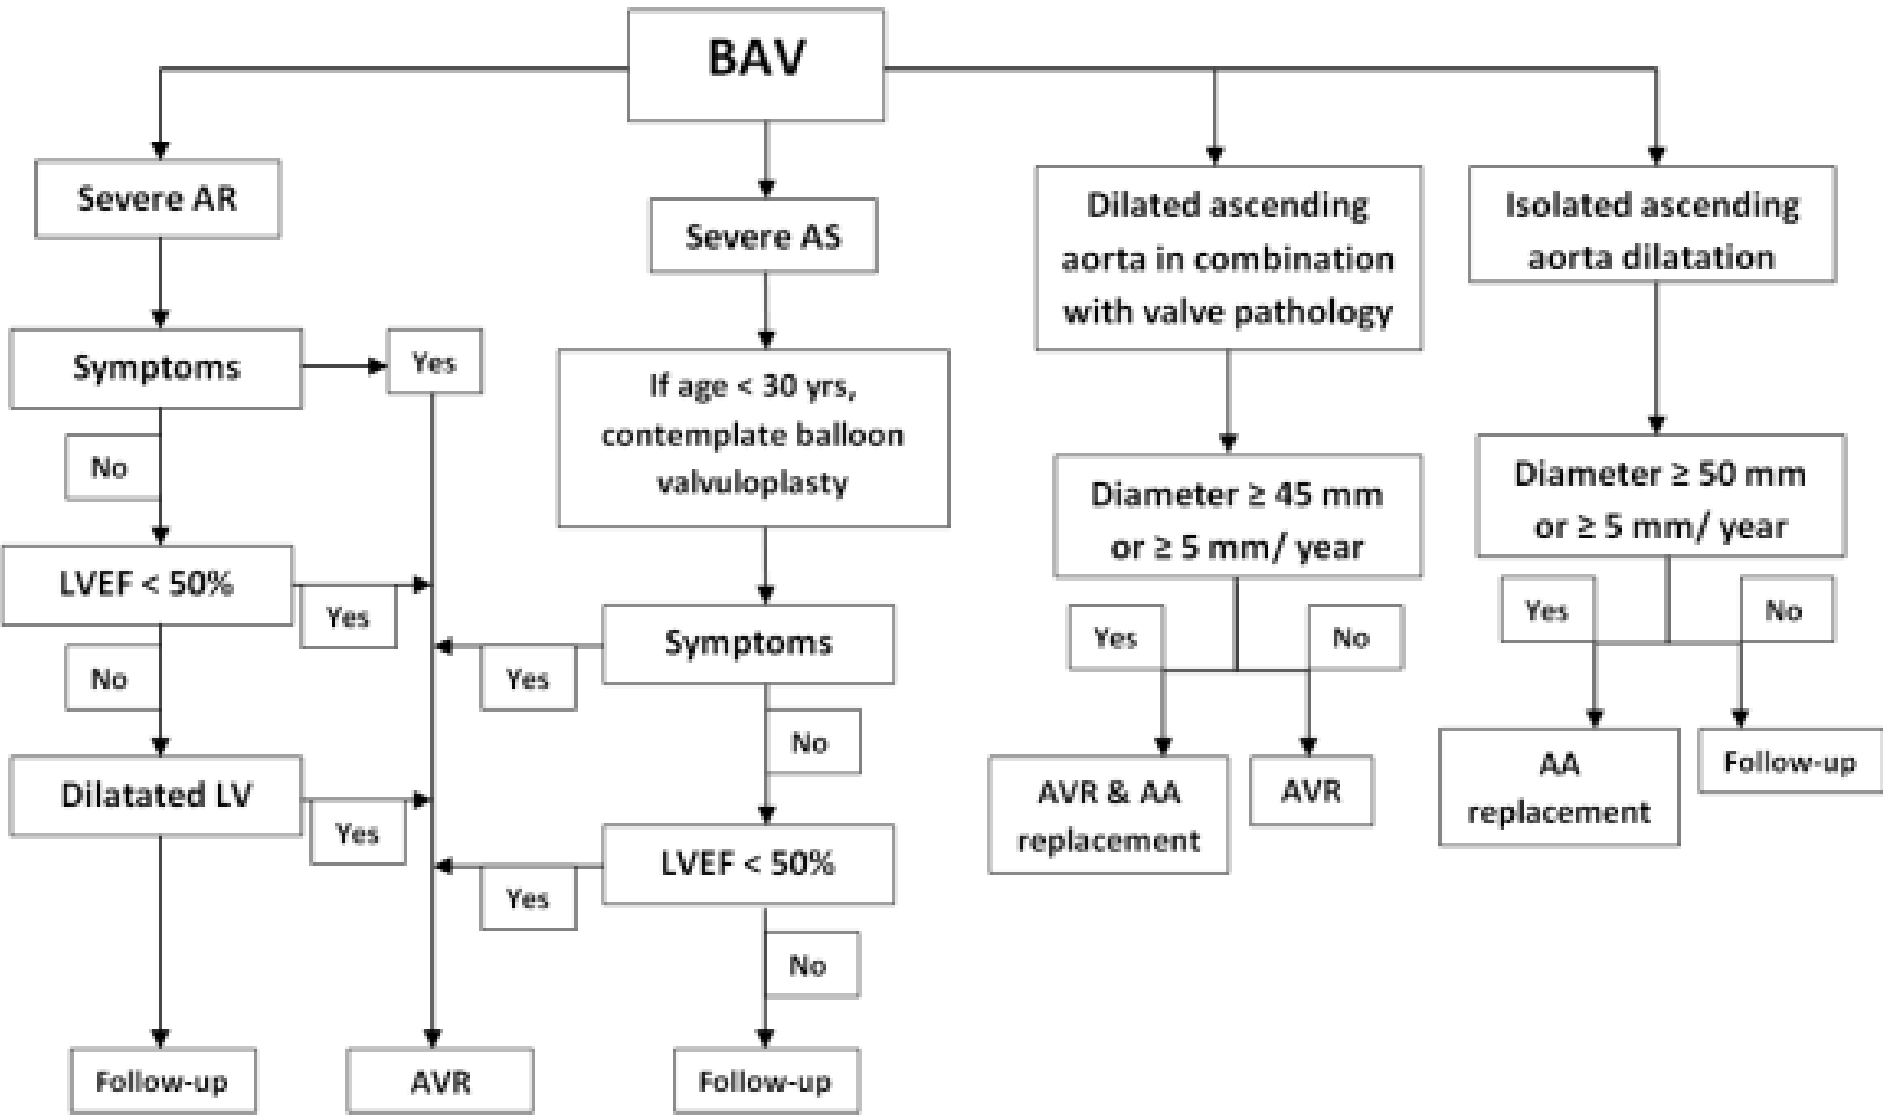 BAV
Severe AR
Symptoms
Yes
No
LVEF < 50%
Yes
No
Dilatated LV
Yes
Follow-up
AVR
Severe AS
If age < 30 yrs,
contemplate balloon
valvuloplasty
Symptoms
Yes
No
LVEF < 50%
Yes
No
Follow-up
Dilated ascending
aorta in combination
with valve pathology
Diameter ≥ 45 mm
or ≥ 5 mm/ year
Yes
No
AVR & AA
replacement
AVR
Isolated ascending
aorta dilatation
Diameter ≥ 50 mm
or ≥ 5 mm/ year
Yes
No
AA
replacement
Follow-up